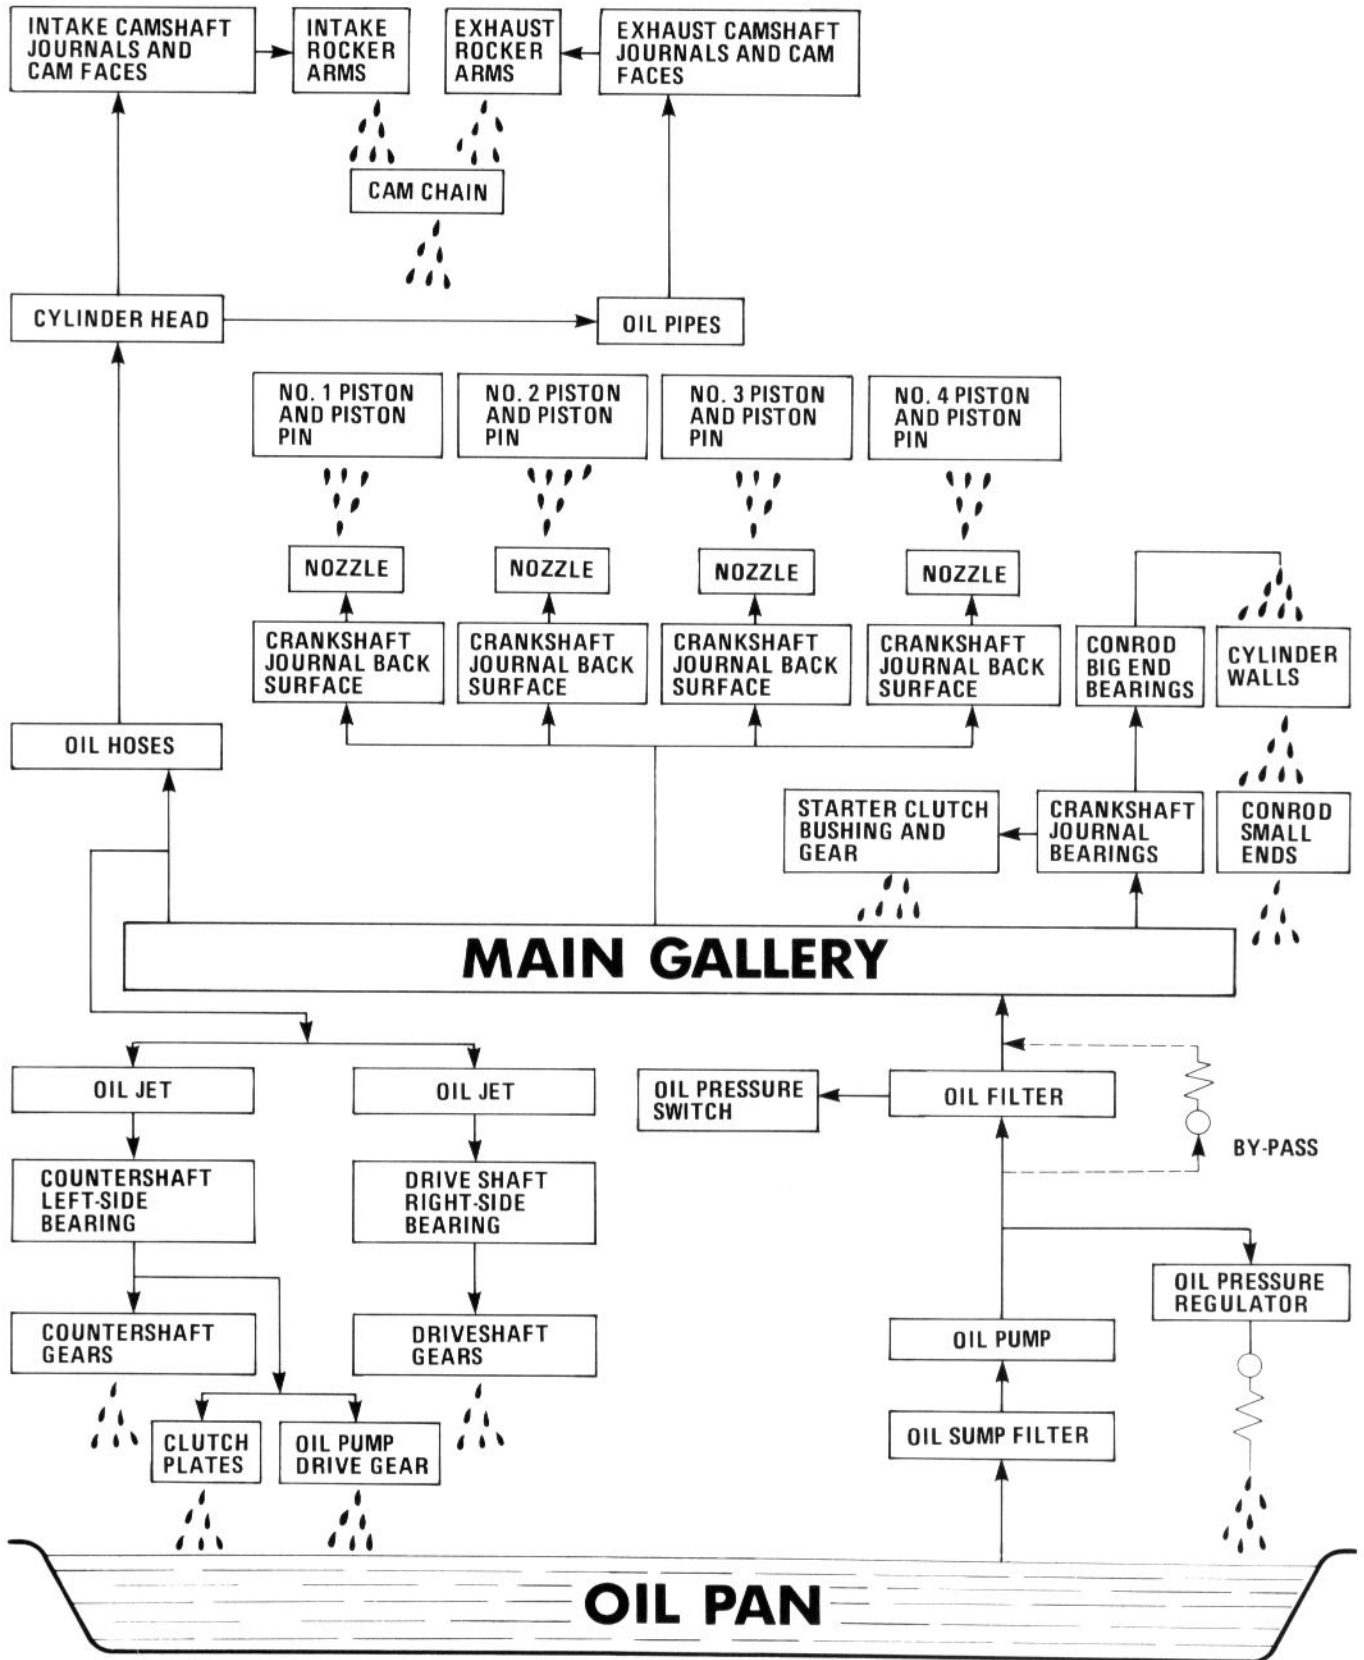 INTAKE CAMSHAFT
JOURNALS AND
CAM FACES
INTAKE
ROCKER
ARMS
EXHAUST
ROCKER
ARMS
EXHAUST CAMSHAFT
JOURNALS AND CAM
FACES
CAM CHAIN
CYLINDER HEAD
OIL PIPES
NO. 1 PISTON
AND PISTON
PIN
NO. 2 PISTON
AND PISTON
PIN
NO. 3 PISTON
AND PISTON
PIN
NO. 4 PISTON
AND PISTON
PIN
NOZZLE
NOZZLE
NOZZLE
NOZZLE
CRANKSHAFT
JOURNAL BACK
SURFACE
CRANKSHAFT
JOURNAL BACK
SURFACE
CRANKSHAFT
JOURNAL BACK
SURFACE
CRANKSHAFT
JOURNAL BACK
SURFACE
CONROD
BIG END
BEARINGS
CYLINDER
WALLS
OIL HOSES
STARTER CLUTCH
BUSHING AND
GEAR
CRANKSHAFT
JOURNAL
BEARINGS
CONROD
SMALL
ENDS
MAIN GALLERY
OIL JET
OIL JET
OIL PRESSURE
SWITCH
OIL FILTER
BY-PASS
COUNTERSHAFT
LEFT-SIDE
BEARING
DRIVE SHAFT
RIGHT-SIDE
BEARING
OIL PRESSURE
REGULATOR
COUNTERSHAFT
GEARS
DRIVESHAFT
GEARS
OIL PUMP
CLUTCH
PLATES
OIL PUMP
DRIVE GEAR
OIL SUMP FILTER
OIL PAN